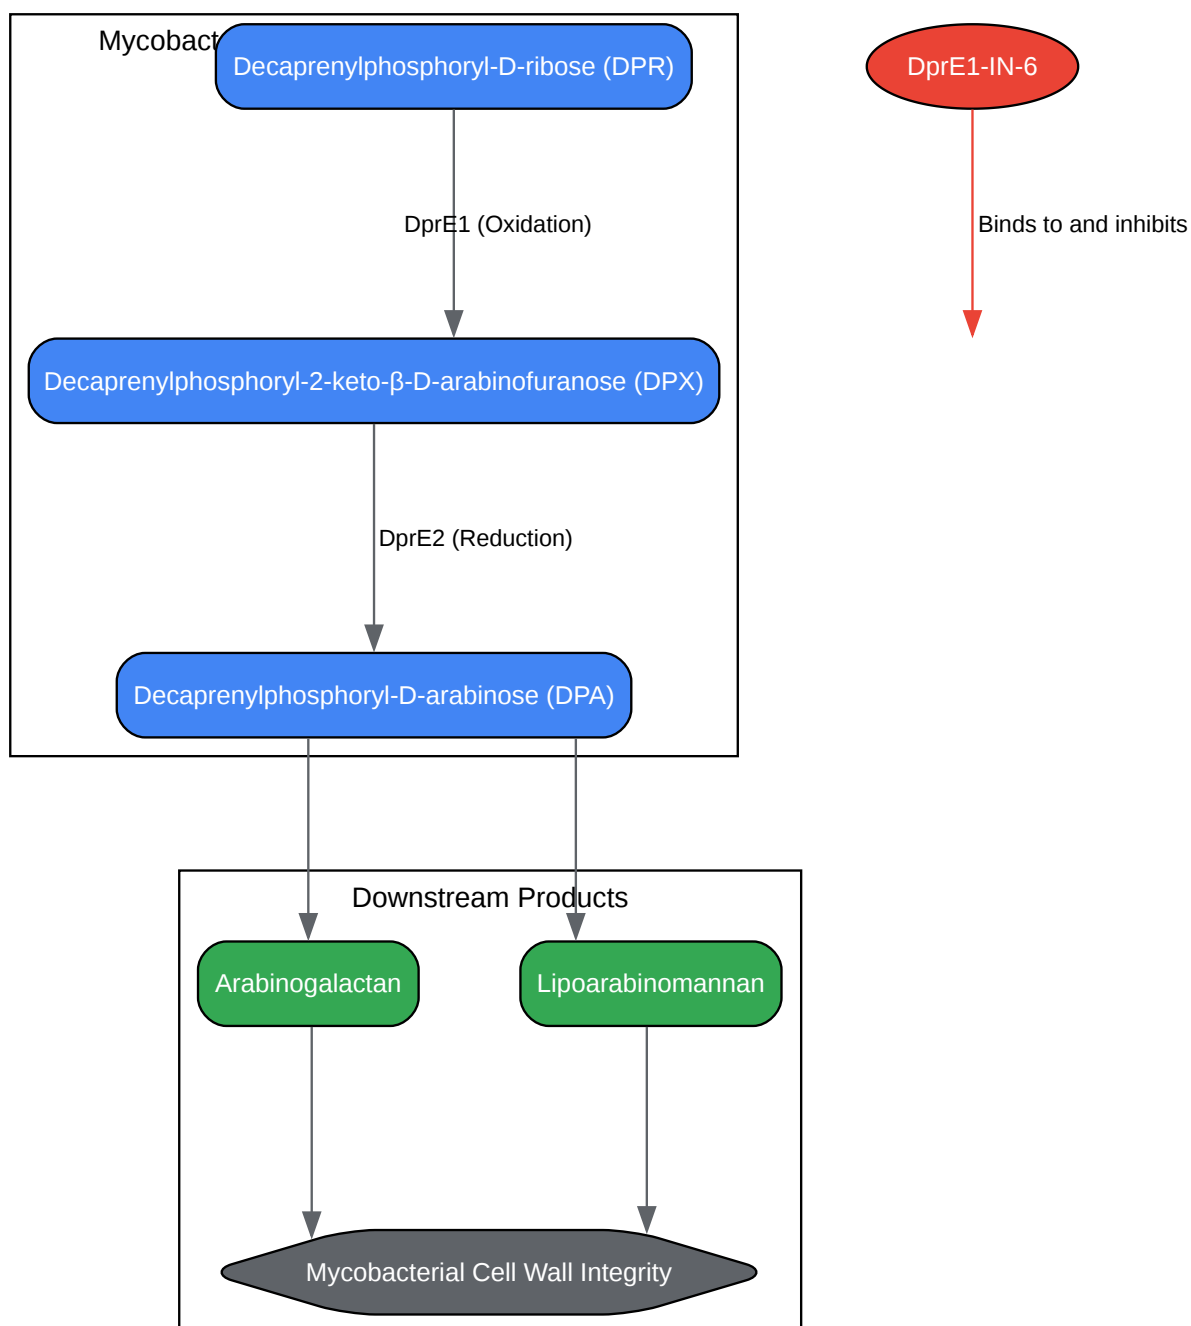 Mycobact
Decaprenylphosphoryl-D-ribose (DPR)
DprE1-IN-6
DprE1 (Oxidation)
Binds to and inhibits
Decaprenylphosphoryl-2-keto-β-D-arabinofuranose (DPX)
DprE2 (Reduction)
Decaprenylphosphoryl-D-arabinose (DPA)
Downstream Products
Arabinogalactan
Lipoarabinomannan
Mycobacterial Cell Wall Integrity